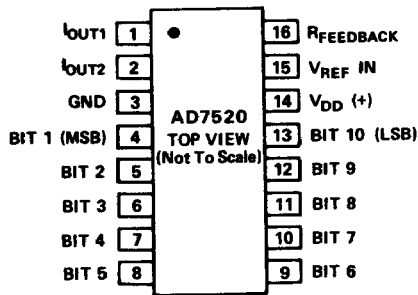 IOUT1 1
IOUT2 2
GND 3
BIT 1 (MSB) 4
BIT 2 5
BIT 3 6
BIT 4 7
BIT 5 8
AD7520
TOP VIEW
(Not To Scale)
16 RFEEDBACK
15 VREF IN
14 VDD (+)
13 BIT 10 (LSB)
12 BIT 9
11 BIT 8
10 BIT 7
9 BIT 6